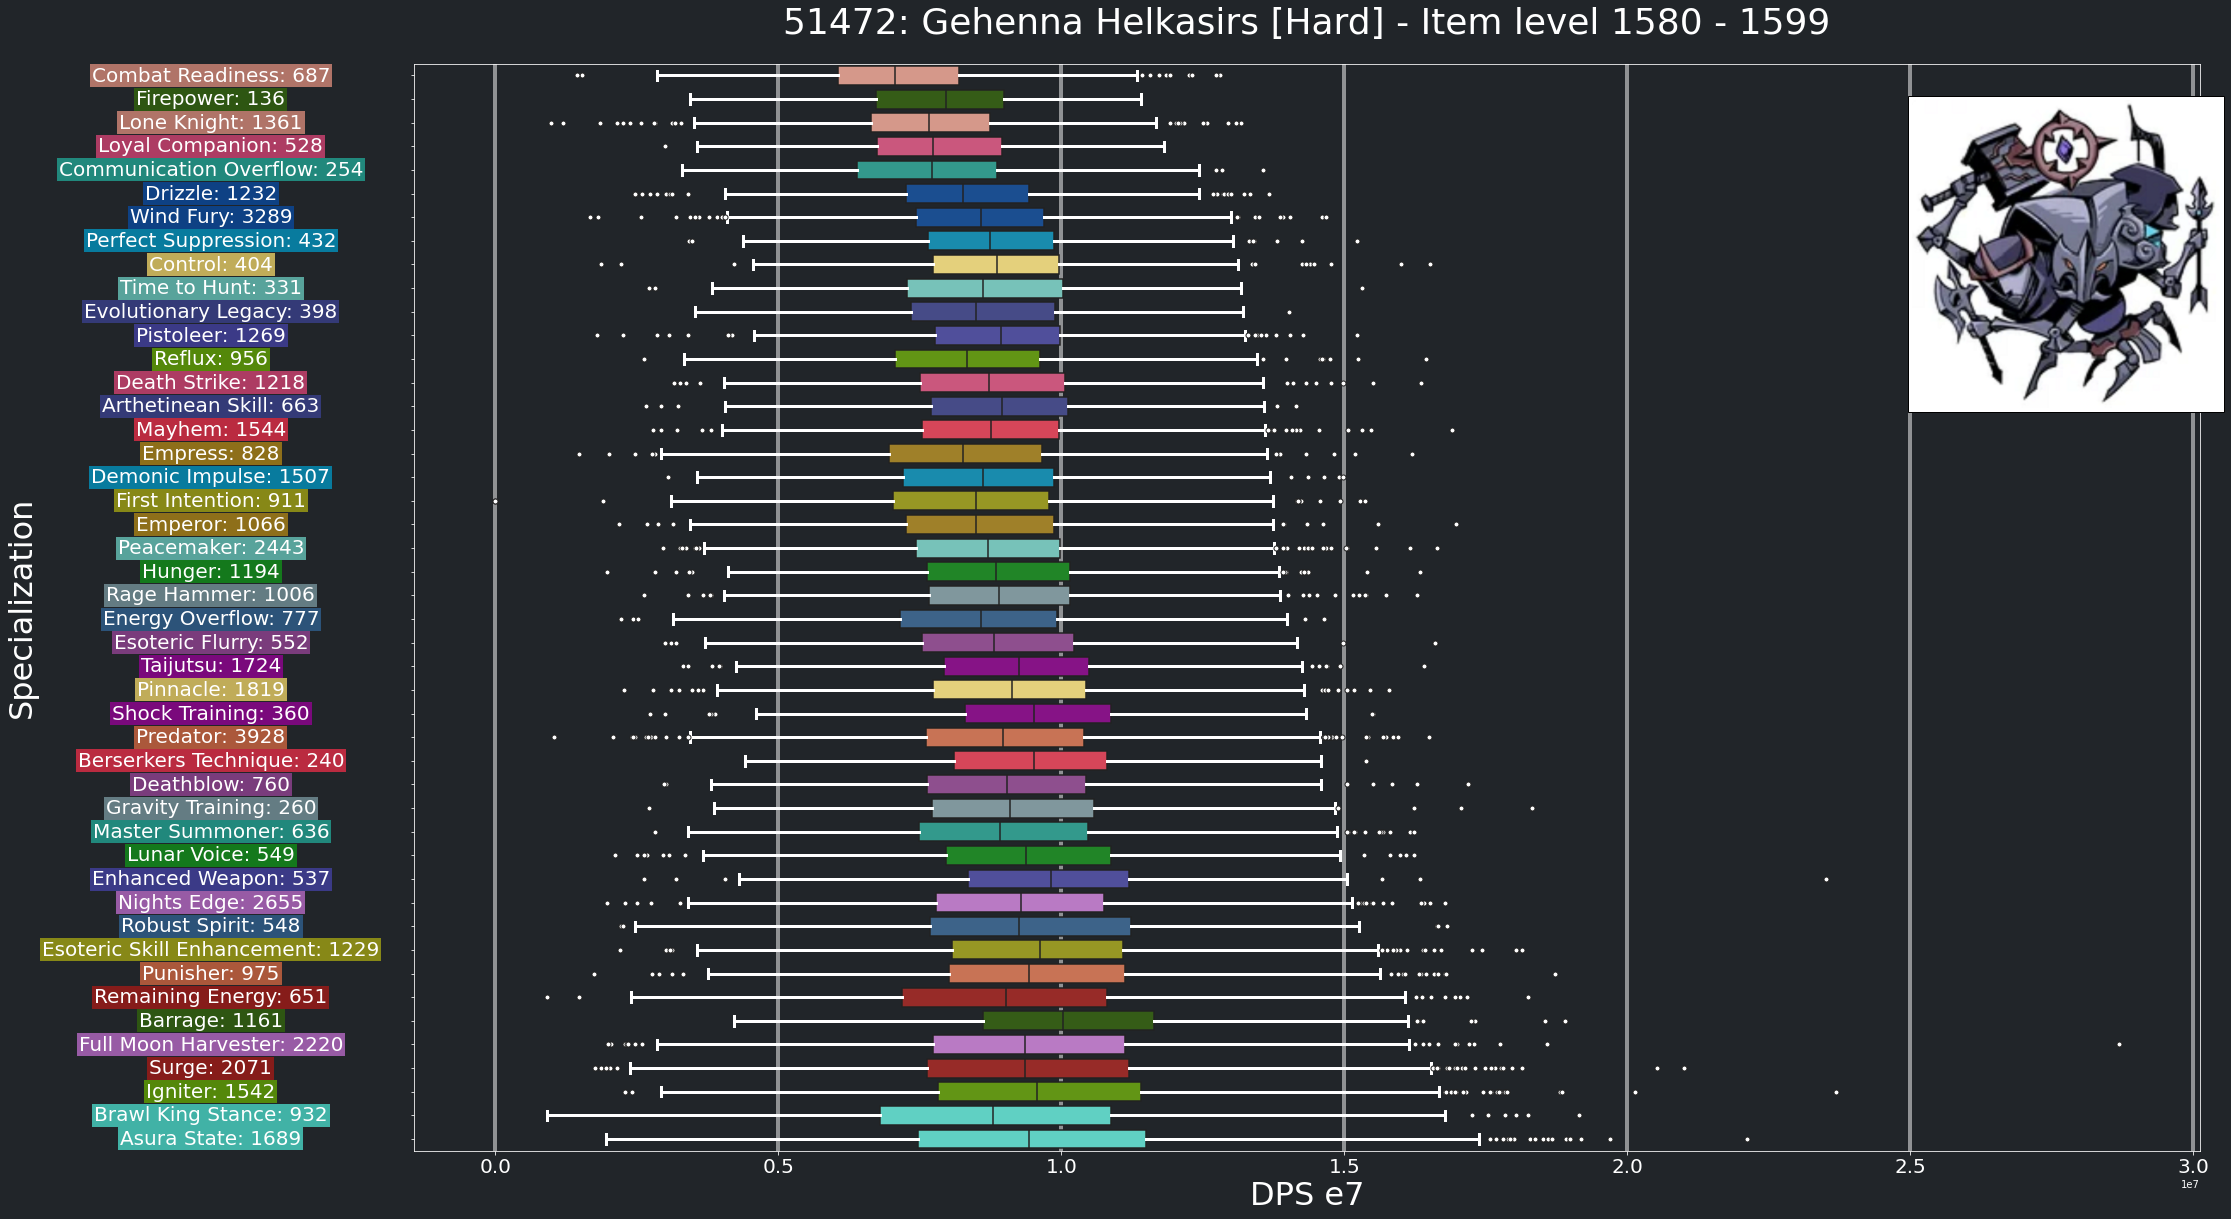 51472: Gehenna Helkasirs [Hard] - Item level 1580 - 1599
Specialization
Combat Readiness: 687
Firepower: 136
Lone Knight: 1361
Loyal Companion: 528
Communication Overflow: 254
Drizzle: 1232
Wind Fury: 3289
Perfect Suppression: 432
Control: 404
Time to Hunt: 331
Evolutionary Legacy: 398
Pistoleer: 1269
Reflux: 956
Death Strike: 1218
Arthetinean Skill: 663
Mayhem: 1544
Empress: 828
Demonic Impulse: 1507
First Intention: 911
Emperor: 1066
Peacemaker: 2443
Hunger: 1194
Rage Hammer: 1006
Energy Overflow: 777
Esoteric Flurry: 552
Taijutsu: 1724
Pinnacle: 1819
Shock Training: 360
Predator: 3928
Berserkers Technique: 240
Deathblow: 760
Gravity Training: 260
Master Summoner: 636
Lunar Voice: 549
Enhanced Weapon: 537
Nights Edge: 2655
Robust Spirit: 548
Esoteric Skill Enhancement: 1229
Punisher: 975
Remaining Energy: 651
Barrage: 1161
Full Moon Harvester: 2220
Surge: 2071
Igniter: 1542
Brawl King Stance: 932
Asura State: 1689
0.0 0.5 1.0 1.5 2.0 2.5 3.0
1e7
DPS e7